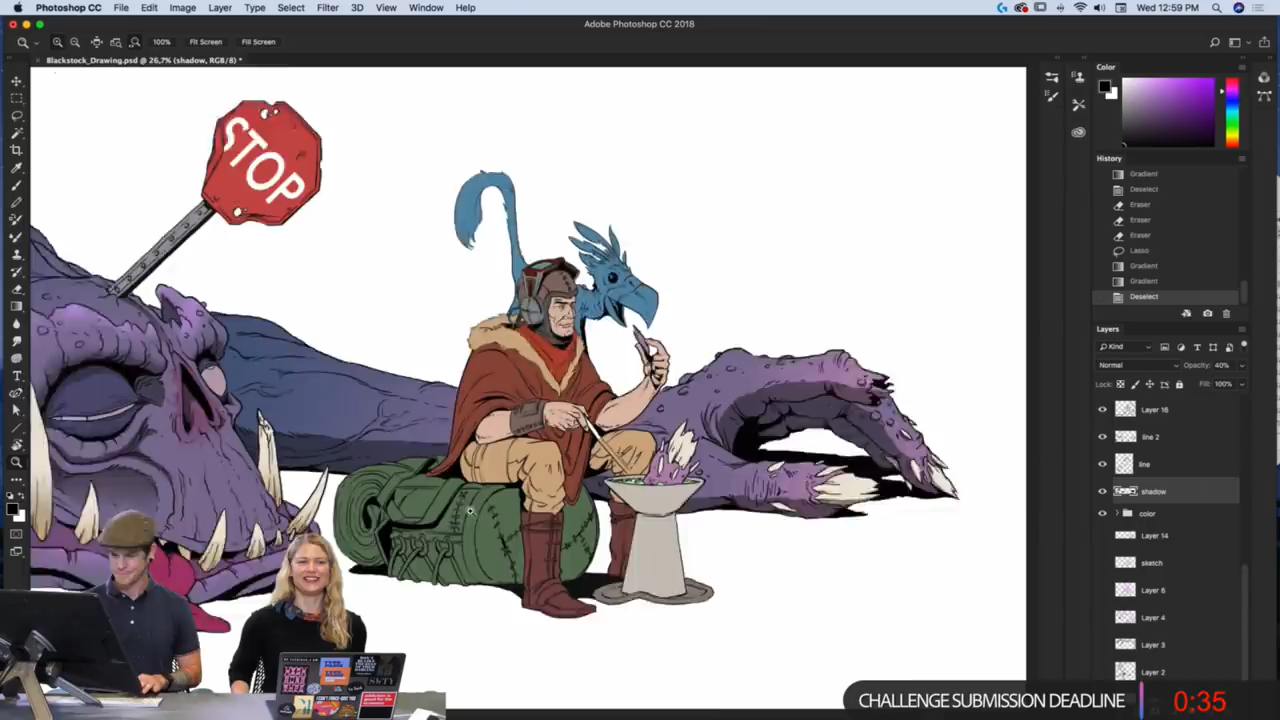 Photoshop CC File Edit Image Layer Type Select Filter 3D View Window Help Wed 12:59 PM
Adobe Photoshop CC 2018
100% Fit Screen Fill Screen
Blackstock_Drawing.psd @ 26,7% (shadow, RGB/8) *
Color
History
Gradient
Deselect
Eraser
Eraser
Eraser
Lasso
Gradient
Gradient
Deselect
Layers
Kind
Normal Opacity: 40%
Lock: Fill: 100%
Layer 16
line 2
line
shadow
color
Layer 14
sketch
Layer 6
Layer 4
Layer 3
Layer 2
STOP
CHALLENGE SUBMISSION DEADLINE 0:35